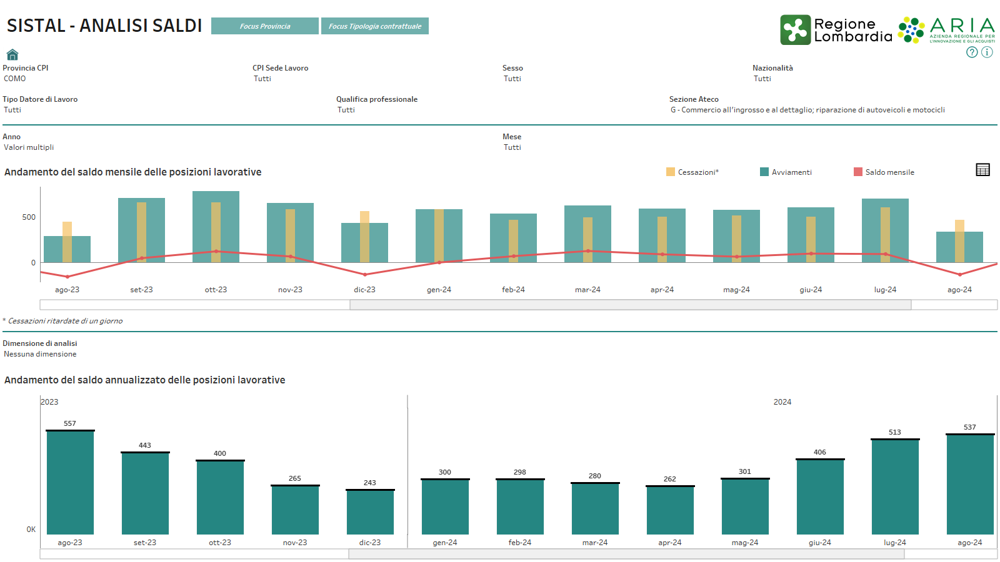 SISTAL - ANALISI SALDI
Focus Provincia
Focus Tipologia contrattuale
Regione
Lombardia
ARIA
AZIENDA REGIONALE PER
L'INNOVAZIONE E GLI ACQUISTI
?
i
Provincia CPI
COMO
CPI Sede Lavoro
Tutti
Sesso
Tutti
Nazionalità
Tutti
Tipo Datore di Lavoro
Tutti
Qualifica professionale
Tutti
Sezione Ateco
G - Commercio all’ingrosso e al dettaglio; riparazione di autoveicoli e motocicli
Anno
Valori multipli
Mese
Tutti
Andamento del saldo mensile delle posizioni lavorative
Cessazioni*
Avviamenti
Saldo mensile
500
0
ago-23 set-23 ott-23 nov-23 dic-23 gen-24 feb-24 mar-24 apr-24 mag-24 giu-24 lug-24 ago-24
* Cessazioni ritardate di un giorno
Dimensione di analisi
Nessuna dimensione
Andamento del saldo annualizzato delle posizioni lavorative
2023 2024
557 443 400 265 243 300 298 280 262 301 406 513 537
0K
ago-23 set-23 ott-23 nov-23 dic-23 gen-24 feb-24 mar-24 apr-24 mag-24 giu-24 lug-24 ago-24